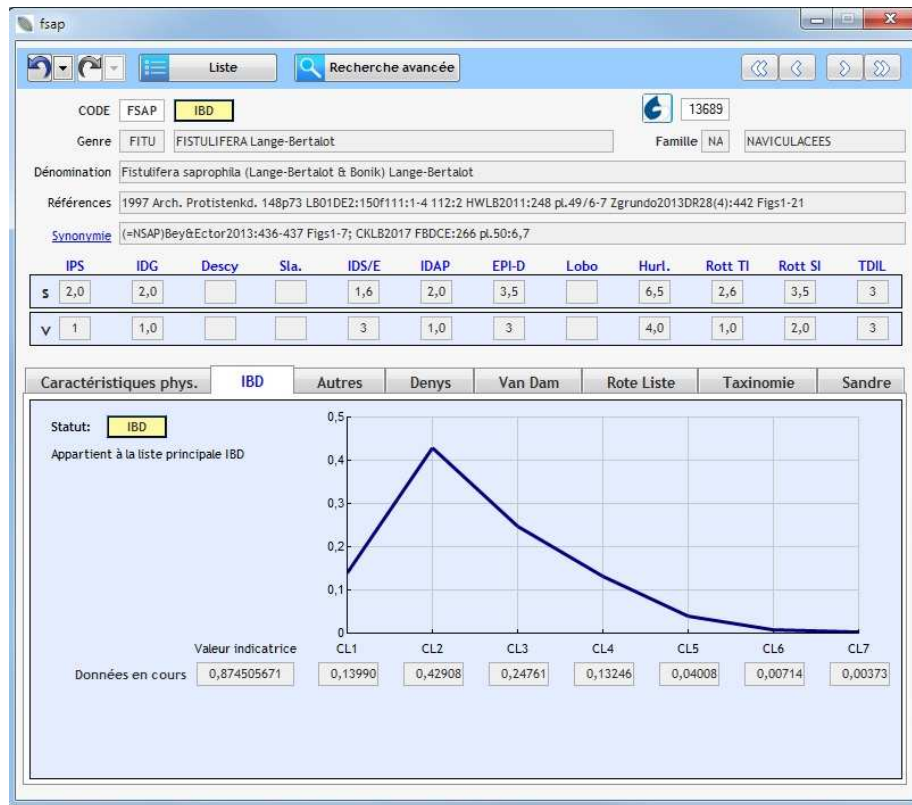 fsap
Liste Recherche avancée
CODE FSAP IBD 13689
Genre FITU FISTULIFERA Lange-Bertalot Famille NA NAVICULACEES
Dénomination Fistulifera saprophila (Lange-Bertalot & Bonik) Lange-Bertalot
Références 1997 Arch. Protistenkd. 148p73 LB01DE2:150f111:1-4 112:2 HWLB2011:248 pl.49/6-7 Zgrundo2013DR28(4):442 Figs1-21
Synonymie (=NSAP)Bey&Ector2013:436-437 Figs1-7; CKLB2017 FBDCE:266 pl.50:6,7
IPS IDG Descy Sla. IDS/E IDAP EPI-D Lobo Hurl. Rott TI Rott SI TDIL
S 2,0 2,0 1,6 2,0 3,5 6,5 2,6 3,5 3
V 1 1,0 3 1,0 3 4,0 1,0 2,0 3
Caractéristiques phys. IBD Autres Denys Van Dam Rote Liste Taxinomie Sandre
Statut: IBD
Appartient à la liste principale IBD
0,5
0,4
0,3
0,2
0,1
0
Valeur indicatrice CL1 CL2 CL3 CL4 CL5 CL6 CL7
Données en cours 0,874505671 0,13990 0,42908 0,24761 0,13246 0,04008 0,00714 0,00373